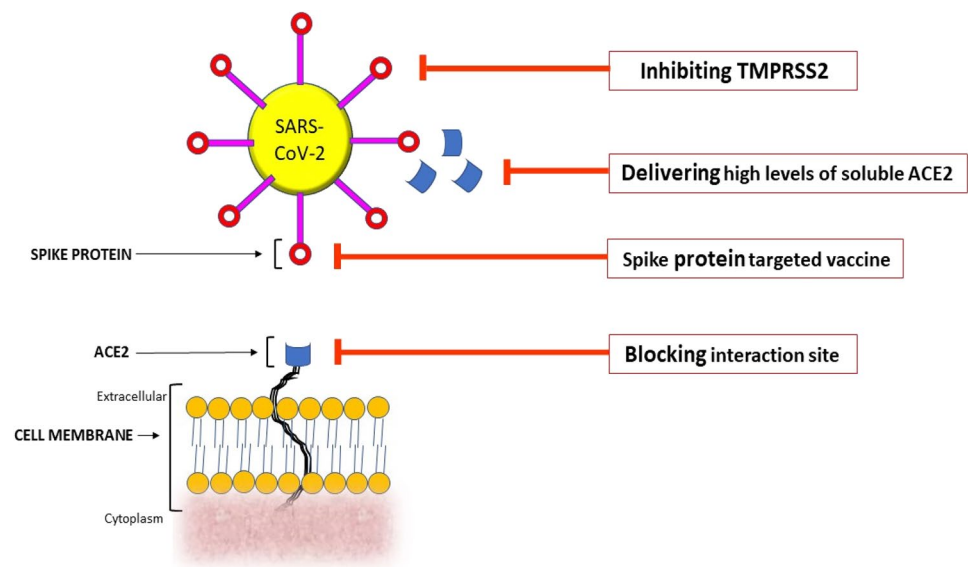 Inhibiting TMPRSS2
SARS-
CoV-2
Delivering high levels of soluble ACE2
SPIKE PROTEIN
Spike protein targeted vaccine
ACE2
Blocking interaction site
Extracellular
CELL MEMBRANE
Cytoplasm